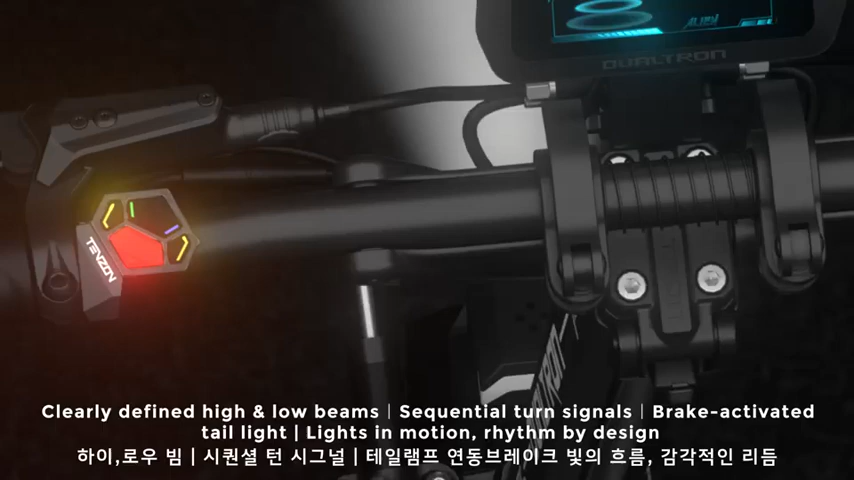 DUALTRON
TENZON
DUALTRON
Clearly defined high & low beams | Sequential turn signals | Brake-activated
tail light | Lights in motion, rhythm by design
하이,로우 빔 | 시퀀셜 턴 시그널 | 테일램프 연동브레이크 빛의 흐름, 감각적인 리듬